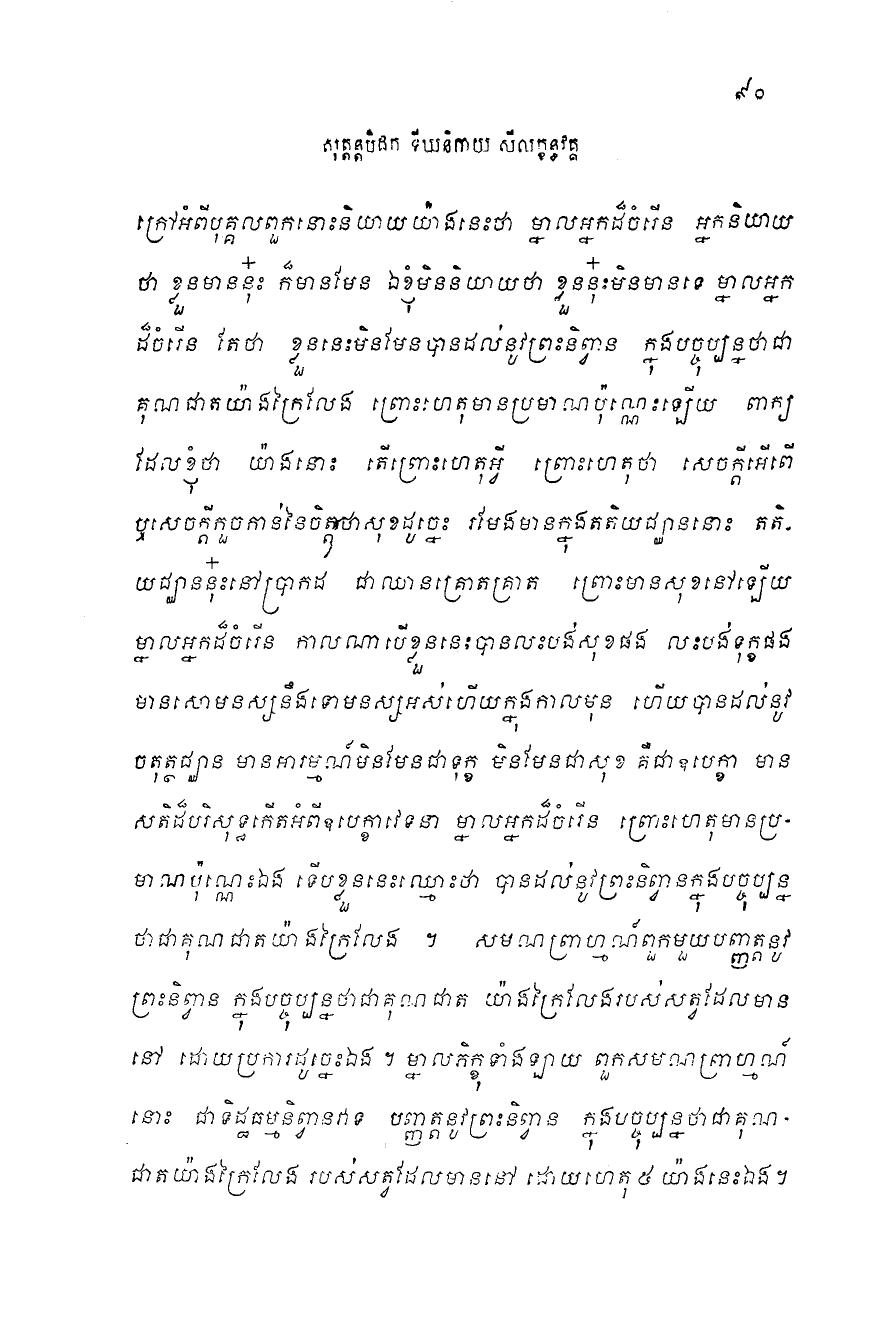 ៩០
សុត្តន្តបិដក ទីឃនិកាយ សីលក្ខន្ធវគ្គ
ក្រៅអំពីបុគ្គលពួកនោះនិយាយយ៉ាងនេះថា ម្នាលអ្នកដ៏ចំរើន អ្នកនិយាយ
ថា ខ្លួនមាននុ៎ះ ក៏មានមែន ឯខ្ញុំមិននិយាយថា ខ្លួននុ៎ះមិនមានទេ ម្នាលអ្នក
ដ៏ចំរើន តែថា ខ្លួននេះមិនមែនបានដល់នូវព្រះនិព្វាន ក្នុងបច្ចុប្បន្នថាជា
គុណជាតយ៉ាងក្រៃលែង ព្រោះហេតុមានប្រមាណប៉ុណ្ណេះឡើយ ពាក្យ
ដែលខ្ញុំថា យ៉ាងនោះ តើព្រោះហេតុអ្វី ព្រោះហេតុថា សេចក្តីអើពើ
ឬសេចក្តីកួចកាន់នៃចិត្តថាសុខដូច្នេះ រមែងមានក្នុងតតិយជ្ឈាននោះ តតិ-
យជ្ឈាននុ៎ះនៅប្រាកដ ជាឈានគ្រោតគ្រាត ព្រោះមានសុខនៅឡើយ
ម្នាលអ្នកដ៏ចំរើន កាលណាបើខ្លួននេះបានលះបង់សុខផង លះបង់ទុក្ខផង
មានសោមនស្សនឹងទោមនស្សអស់ហើយក្នុងកាលមុន ហើយបានដល់នូវ
ចតុត្ថជ្ឈាន មានអារម្មណ៍មិនមែនជាទុក្ខ មិនមែនជាសុខ គឺជាឧបេក្ខា មាន
សតិដ៏បរិសុទ្ធកើតអំពីឧបេក្ខាវេទនា ម្នាលអ្នកដ៏ចំរើន ព្រោះហេតុមានប្រ-
មាណប៉ុណ្ណេះឯង ទើបខ្លួននេះឈ្មោះថា បានដល់នូវព្រះនិព្វានក្នុងបច្ចុប្បន្ន
ថាជាគុណជាតយ៉ាងក្រៃលែង ។ សមណព្រាហ្មណ៍ពួកមួយបញ្ញត្តនូវ
ព្រះនិព្វាន ក្នុងបច្ចុប្បន្នថាជាគុណជាត យ៉ាងក្រៃលែងរបស់សត្វដែលមាន
នៅ ដោយប្រការដូច្នេះឯង ។ ម្នាលភិក្ខុទាំងឡាយ ពួកសមណព្រាហ្មណ៍
នោះ ជាទិដ្ឋធម្មនិព្វានវាទ បញ្ញត្តនូវព្រះនិព្វាន ក្នុងបច្ចុប្បន្នថាជាគុណ-
ជាតយ៉ាងក្រៃលែង របស់សត្វដែលមាននៅ ដោយហេតុ ៥ យ៉ាងនេះឯង។